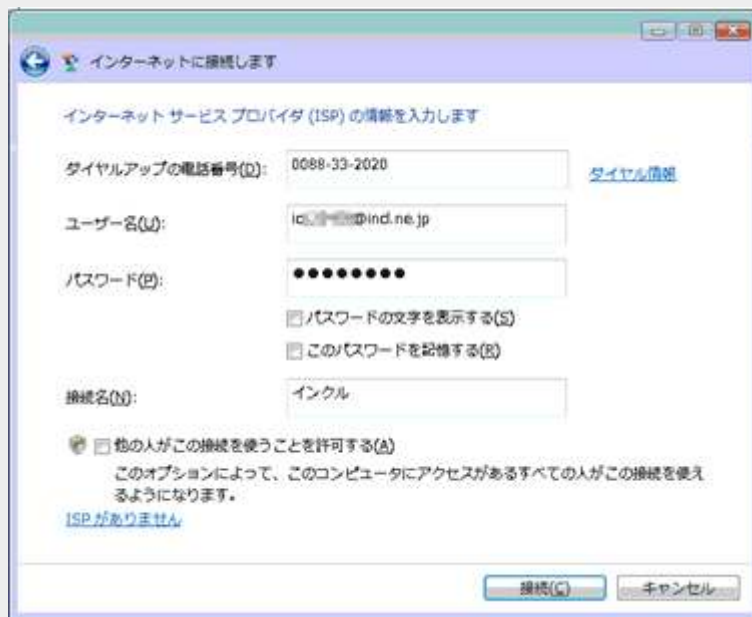 インターネットに接続します
インターネット サービス プロバイダ (ISP) の情報を入力します
ダイヤルアップの電話番号(D): 0088-33-2020 ダイヤル情報
ユーザー名(U): ic @incl.ne.jp
パスワード(P): ●●●●●●●●
パスワードの文字を表示する(S)
このパスワードを記憶する(R)
接続名(N): インクル
他の人がこの接続を使うことを許可する(A)
このオプションによって、このコンピュータにアクセスがあるすべての人がこの接続を使え
るようになります。
ISP がありません
接続(C) キャンセル